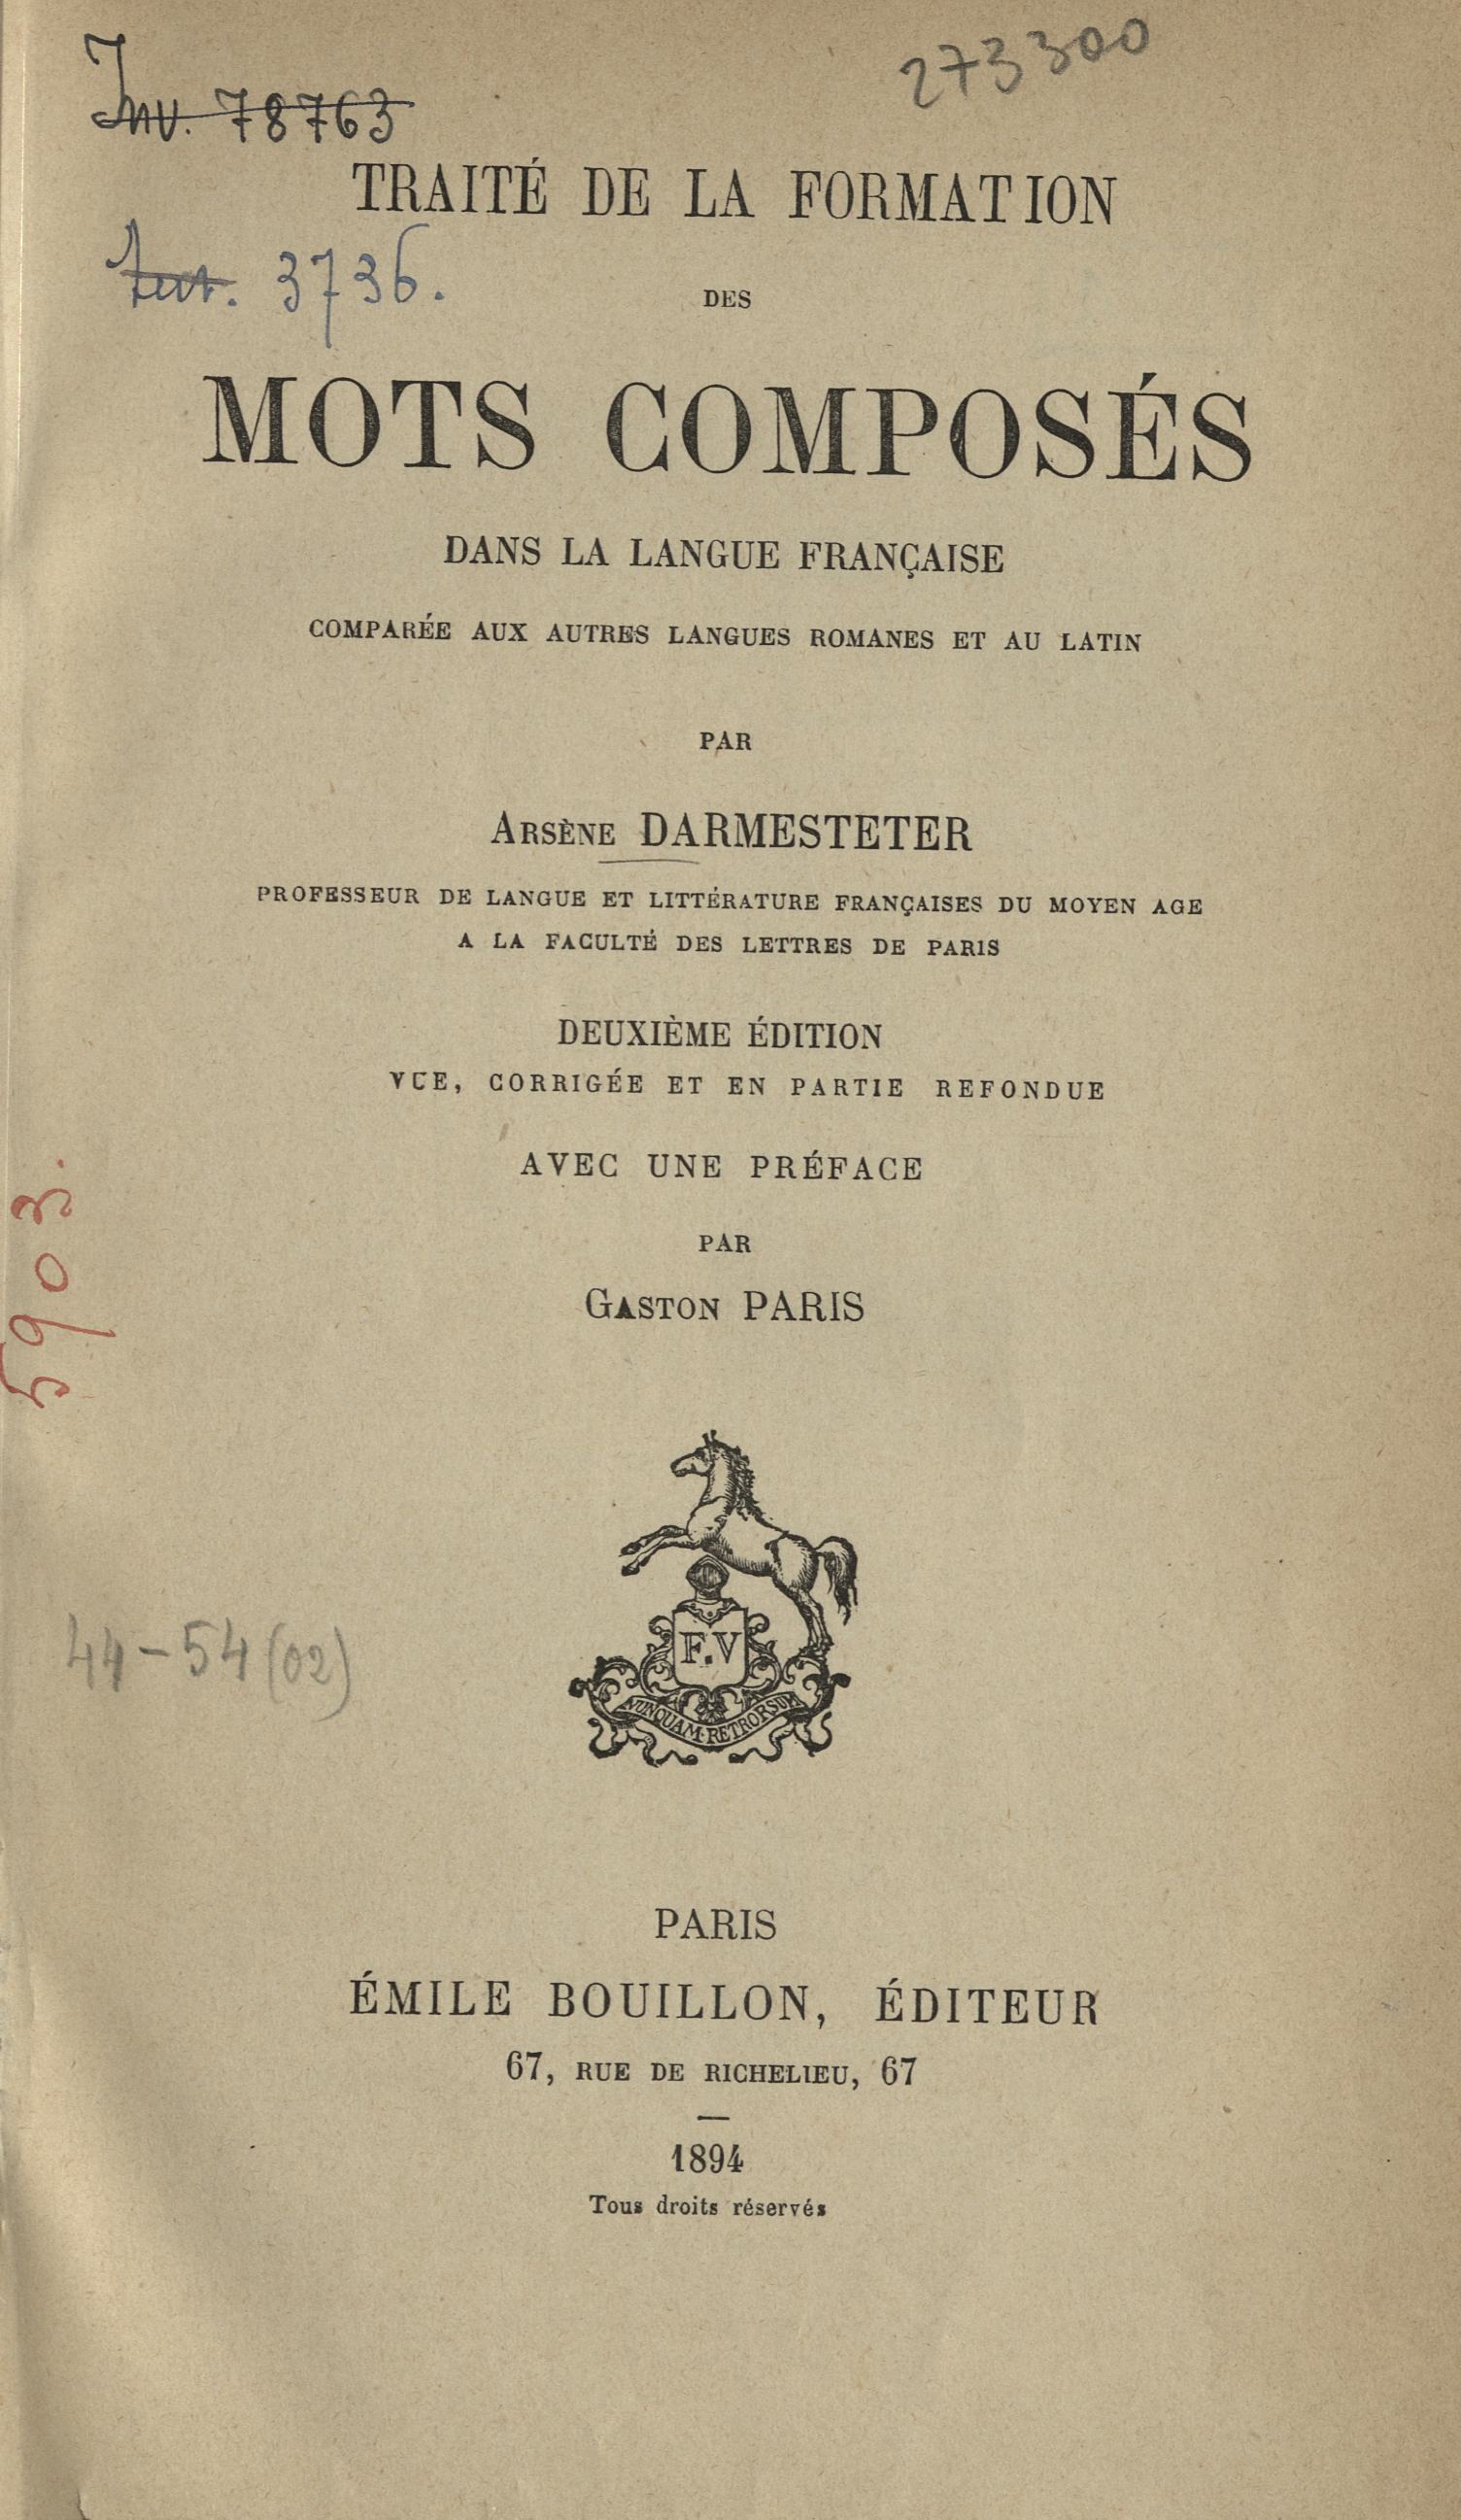 273300
Inv. 78763
TRAITÉ DE LA FORMATION
Inv. 3736.
DES
MOTS COMPOSÉS
DANS LA LANGUE FRANÇAISE
COMPARÉE AUX AUTRES LANGUES ROMANES ET AU LATIN
PAR
ARSÈNE DARMESTETER
PROFESSEUR DE LANGUE ET LITTÉRATURE FRANÇAISES DU MOYEN AGE
A LA FACULTÉ DES LETTRES DE PARIS
DEUXIÈME ÉDITION
VUE, CORRIGÉE ET EN PARTIE REFONDUE
AVEC UNE PRÉFACE
PAR
GASTON PARIS
5903.
44-54 (02)
F.V
NUNQUAM·RETRORSUM
PARIS
ÉMILE BOUILLON, ÉDITEUR
67, RUE DE RICHELIEU, 67
1894
Tous droits réservés